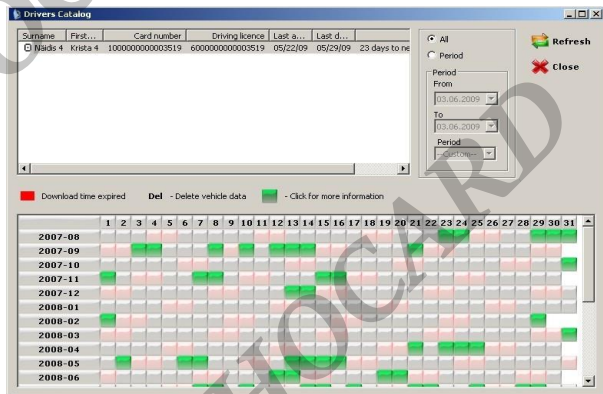 Drivers Catalog
Surname First... Card number Driving licence Last a... Last d...
Näidis 4 Krista 4 1000000000003519 6000000000003519 05/22/09 05/29/09 23 days to ne
All
Period
Period
From
03.06.2009
To
03.06.2009
Period
--Custom--
Refresh
Close
Download time expired Del - Delete vehicle data - Click for more information
1 2 3 4 5 6 7 8 9 10 11 12 13 14 15 16 17 18 19 20 21 22 23 24 25 26 27 28 29 30 31
2007-08
2007-09
2007-10
2007-11
2007-12
2008-01
2008-02
2008-03
2008-04
2008-05
2008-06